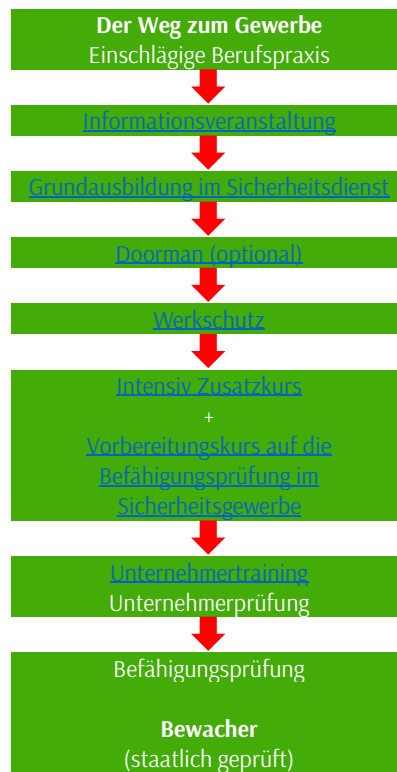 Der Weg zum Gewerbe
Einschlägige Berufspraxis
Informationsveranstaltung
Grundausbildung im Sicherheitsdienst
Doorman (optional)
Werkschutz
Intensiv Zusatzkurs
+
Vorbereitungskurs auf die
Befähigungsprüfung im
Sicherheitsgewerbe
Unternehmertraining
Unternehmerprüfung
Befähigungsprüfung
Bewacher
(staatlich geprüft)